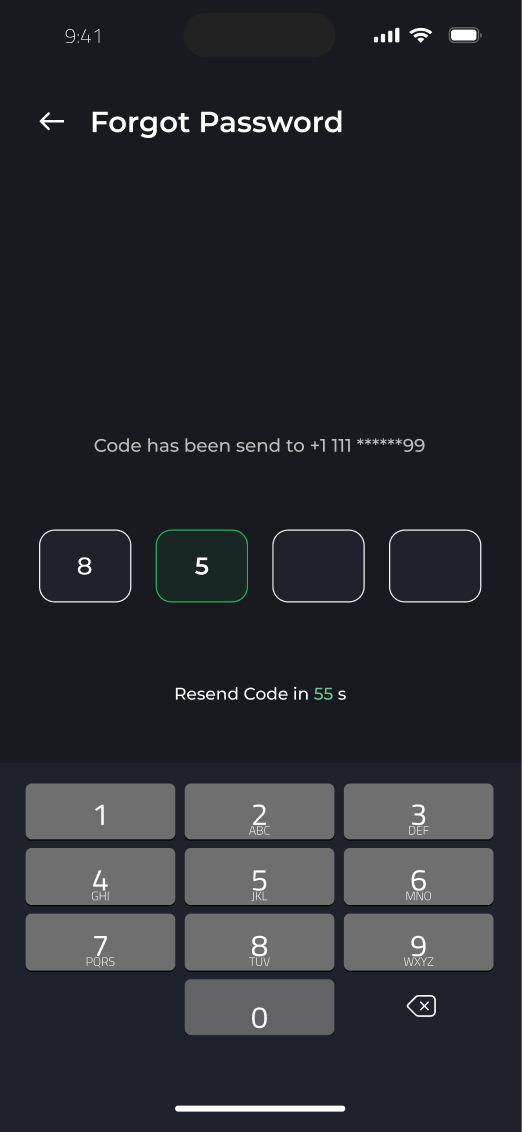 9:41
Forgot Password
Code has been send to +1 111 ******99
8 5
Resend Code in 55 s
1 2 3
ABC DEF
4 5 6
GHI JKL MNO
7 8 9
PQRS TUV WXYZ
0